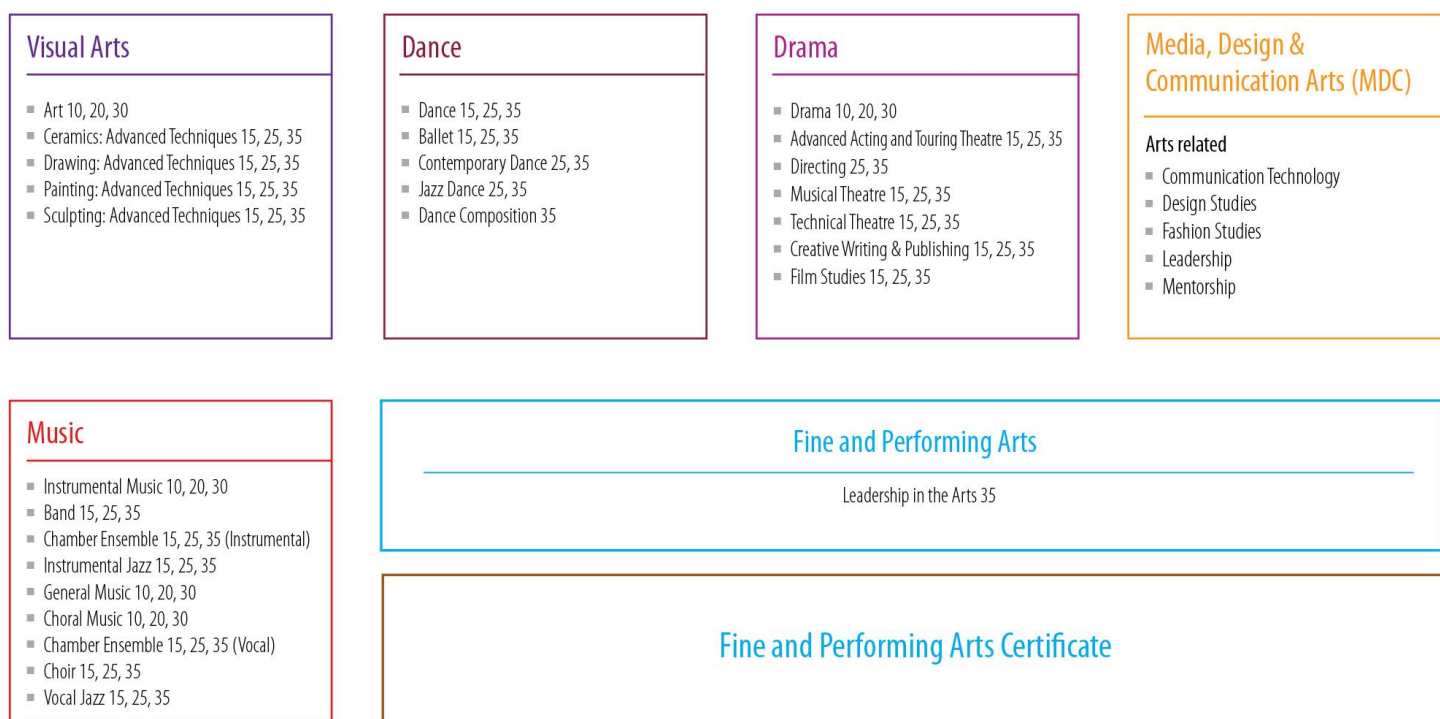 Visual Arts
Art 10, 20, 30
Ceramics: Advanced Techniques 15, 25, 35
Drawing: Advanced Techniques 15, 25, 35
Painting: Advanced Techniques 15, 25, 35
Sculpting: Advanced Techniques 15, 25, 35
Dance
Dance 15, 25, 35
Ballet 15, 25, 35
Contemporary Dance 25, 35
Jazz Dance 25, 35
Dance Composition 35
Drama
Drama 10, 20, 30
Advanced Acting and Touring Theatre 15, 25, 35
Directing 25, 35
Musical Theatre 15, 25, 35
Technical Theatre 15, 25, 35
Creative Writing & Publishing 15, 25, 35
Film Studies 15, 25, 35
Media, Design &
Communication Arts (MDC)
Arts related
Communication Technology
Design Studies
Fashion Studies
Leadership
Mentorship
Music
Instrumental Music 10, 20, 30
Band 15, 25, 35
Chamber Ensemble 15, 25, 35 (Instrumental)
Instrumental Jazz 15, 25, 35
General Music 10, 20, 30
Choral Music 10, 20, 30
Chamber Ensemble 15, 25, 35 (Vocal)
Choir 15, 25, 35
Vocal Jazz 15, 25, 35
Fine and Performing Arts
Leadership in the Arts 35
Fine and Performing Arts Certificate